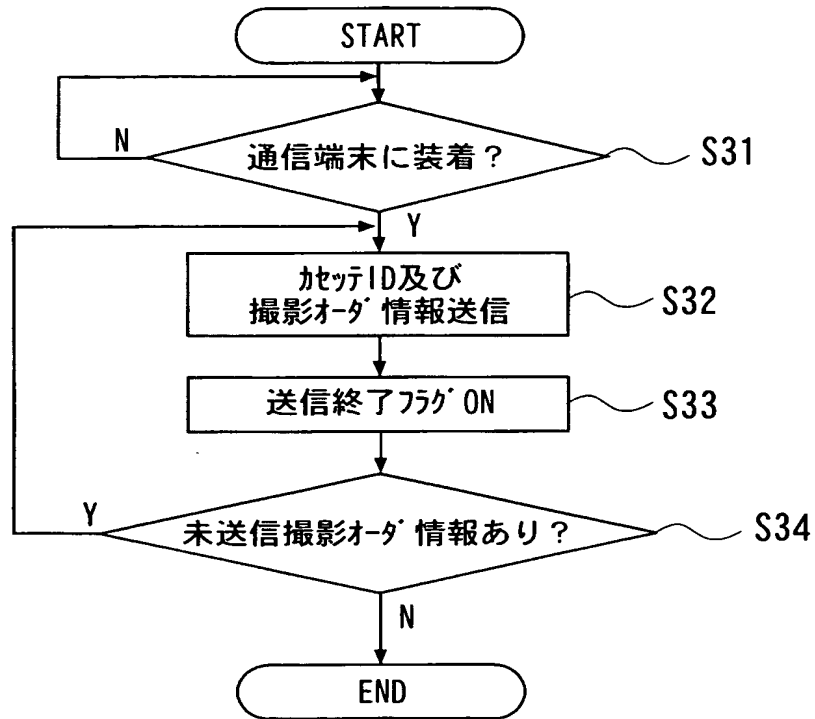 START
N
通信端末に装着？
S31
Y
ｶｾｯﾃID及び
撮影ｵｰﾀﾞ情報送信
S32
送信終了ﾌﾗｸﾞON
S33
Y
未送信撮影ｵｰﾀﾞ情報あり？
S34
N
END